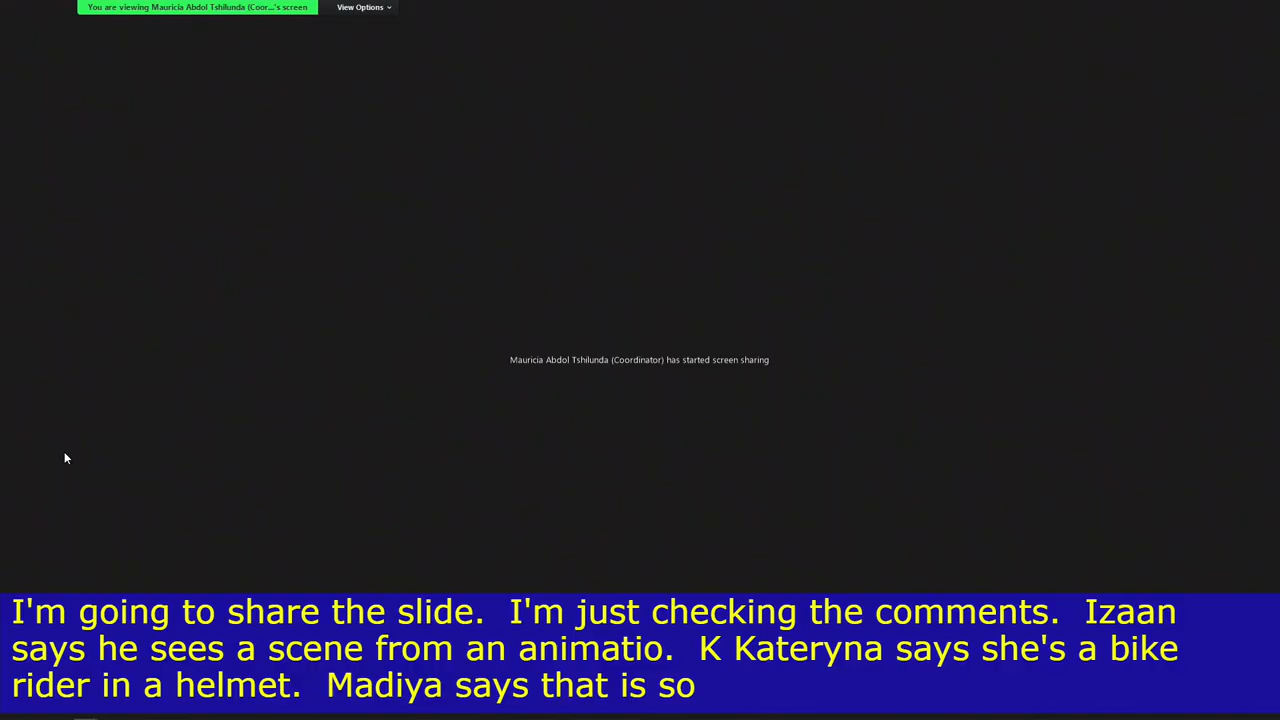 You are viewing Mauricia Abdol Tshilunda (Coor...'s screen View Options
Mauricia Abdol Tshilunda (Coordinator) has started screen sharing
I'm going to share the slide.  I'm just checking the comments.  Izaan
says he sees a scene from an animatio.  K Kateryna says she's a bike
rider in a helmet.  Madiya says that is so